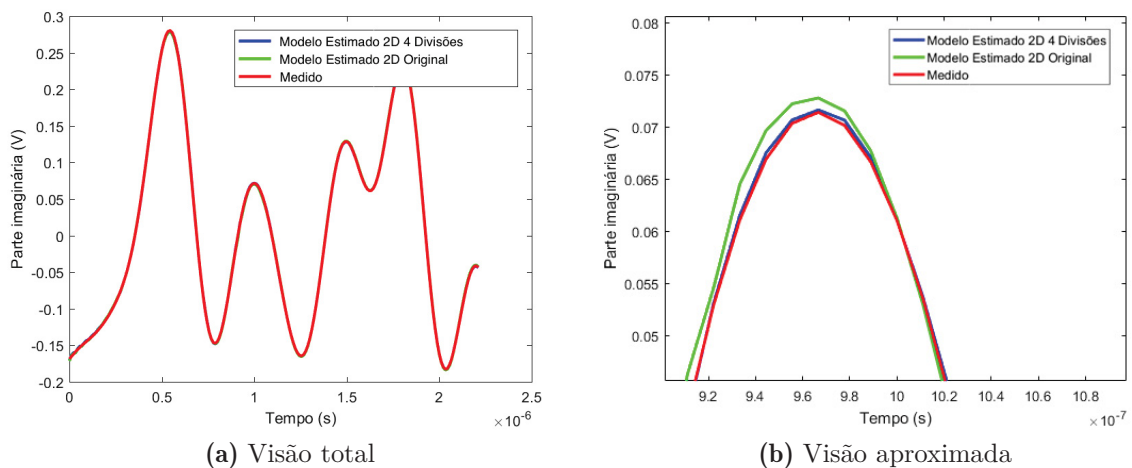 0.3
0.25
0.2
0.15
0.1
0.05
0
-0.05
-0.1
-0.15
-0.2
Parte imaginária (V)
Modelo Estimado 2D 4 Divisões
Modelo Estimado 2D Original
Medido
0 0.5 1 1.5 2 2.5
Tempo (s)
×10-6
(a) Visão total
0.08
0.075
0.07
0.065
0.06
0.055
0.05
Parte imaginária (V)
Modelo Estimado 2D 4 Divisões
Modelo Estimado 2D Original
Medido
9.2 9.4 9.6 9.8 10 10.2 10.4 10.6 10.8
Tempo (s)
×10-7
(b) Visão aproximada